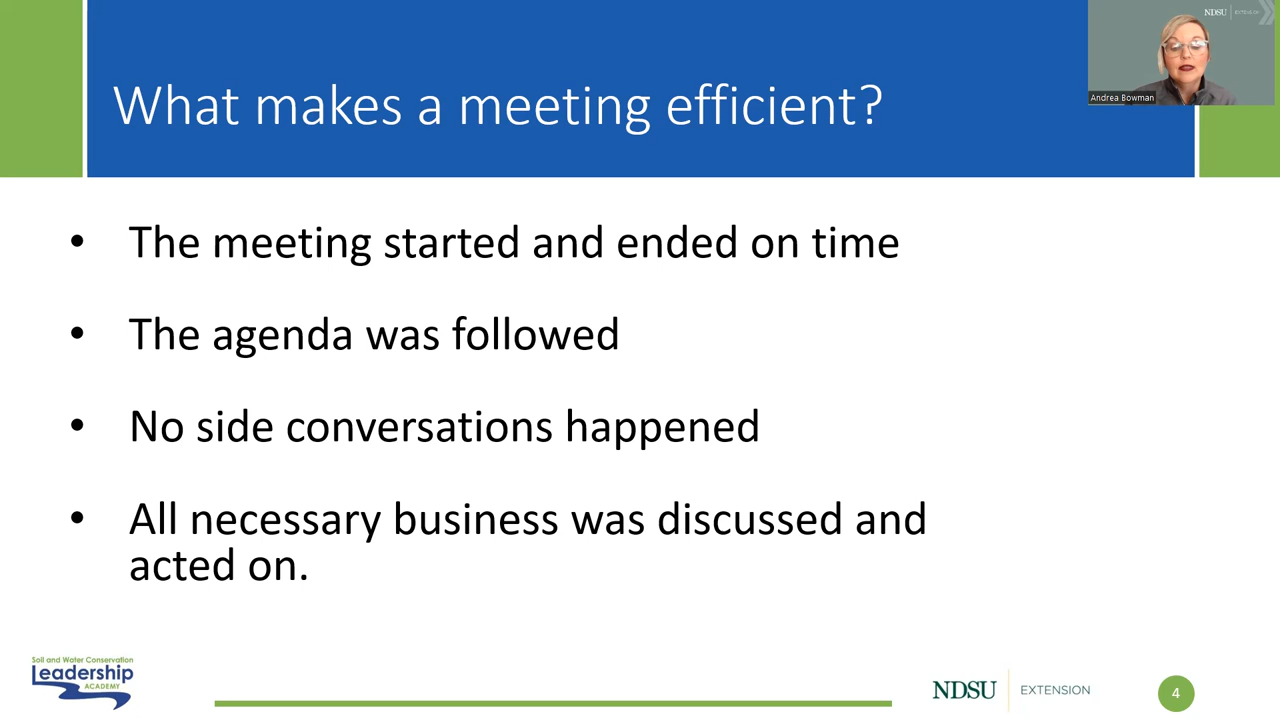 NDSU EXTENSION
What makes a meeting efficient?
Andrea Bowman
• The meeting started and ended on time
• The agenda was followed
• No side conversations happened
• All necessary business was discussed and
acted on.
Soil and Water Conservation
Leadership
ACADEMY
NDSU EXTENSION
4